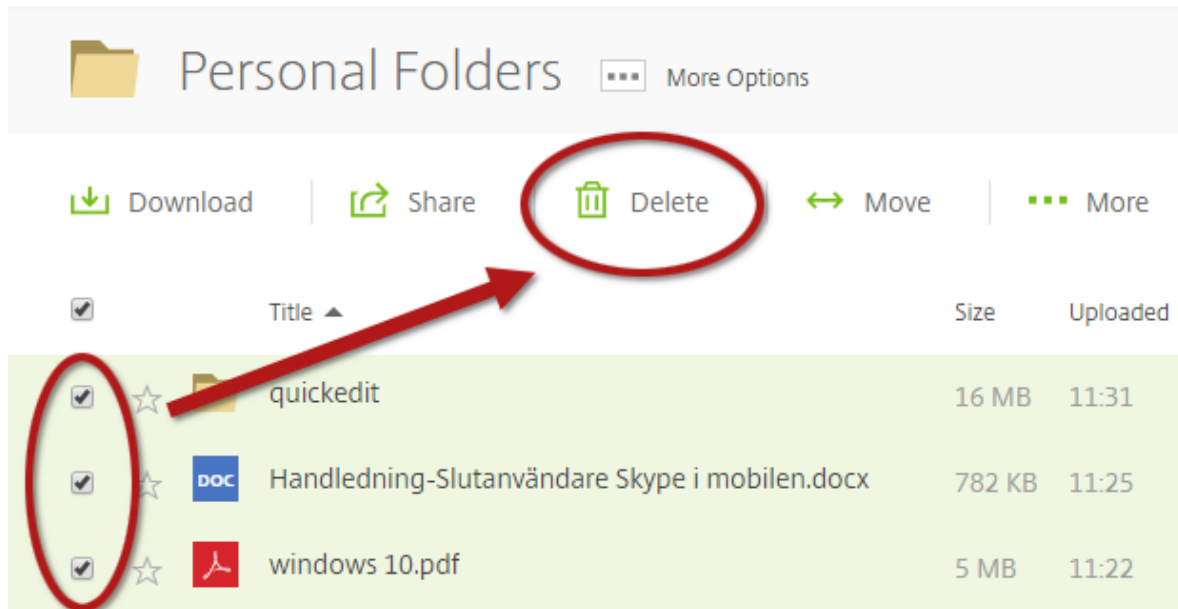 Personal Folders ... More Options
Download Share Delete Move ... More
Title Size Uploaded
quickedit 16 MB 11:31
DOC Handledning-Slutanvändare Skype i mobilen.docx 782 KB 11:25
windows 10.pdf 5 MB 11:22